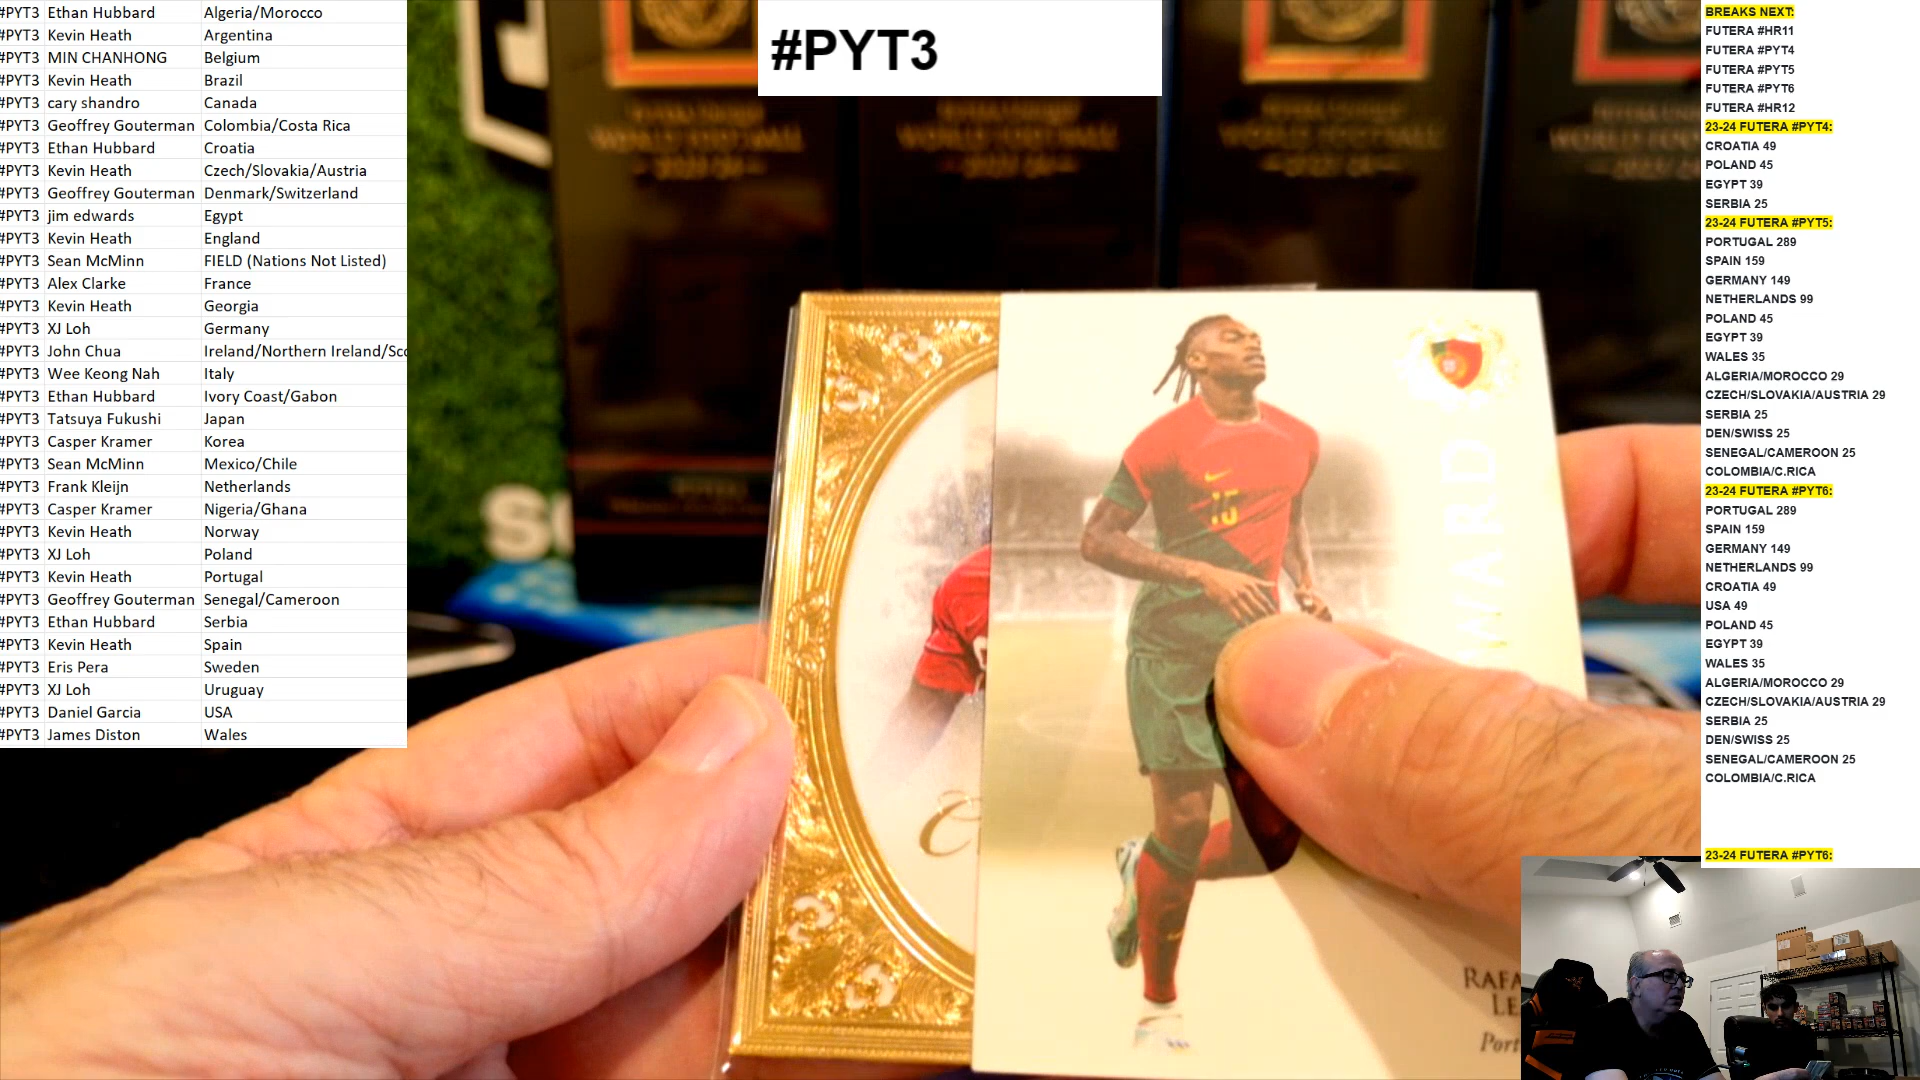 #PYT3 Ethan Hubbard Algeria/Morocco
#PYT3 Kevin Heath Argentina
#PYT3 MIN CHANHONG Belgium
#PYT3 Kevin Heath Brazil
#PYT3 cary shandro Canada
#PYT3 Geoffrey Gouterman Colombia/Costa Rica
#PYT3 Ethan Hubbard Croatia
#PYT3 Kevin Heath Czech/Slovakia/Austria
#PYT3 Geoffrey Gouterman Denmark/Switzerland
#PYT3 jim edwards Egypt
#PYT3 Kevin Heath England
#PYT3 Sean McMinn FIELD (Nations Not Listed)
#PYT3 Alex Clarke France
#PYT3 Kevin Heath Georgia
#PYT3 XJ Loh Germany
#PYT3 John Chua Ireland/Northern Ireland/Sco
#PYT3 Wee Keong Nah Italy
#PYT3 Ethan Hubbard Ivory Coast/Gabon
#PYT3 Tatsuya Fukushi Japan
#PYT3 Casper Kramer Korea
#PYT3 Sean McMinn Mexico/Chile
#PYT3 Frank Kleijn Netherlands
#PYT3 Casper Kramer Nigeria/Ghana
#PYT3 Kevin Heath Norway
#PYT3 XJ Loh Poland
#PYT3 Kevin Heath Portugal
#PYT3 Geoffrey Gouterman Senegal/Cameroon
#PYT3 Ethan Hubbard Serbia
#PYT3 Kevin Heath Spain
#PYT3 Eris Pera Sweden
#PYT3 XJ Loh Uruguay
#PYT3 Daniel Garcia USA
#PYT3 James Diston Wales
#PYT3
WORLD FOOTBALL
WORLD FOOTBALL
WORLD FOOTBALL
15
WARD
RAFA
LE
Port
BREAKS NEXT:
FUTERA #HR11
FUTERA #PYT4
FUTERA #PYT5
FUTERA #PYT6
FUTERA #HR12
23-24 FUTERA #PYT4:
CROATIA 49
POLAND 45
EGYPT 39
SERBIA 25
23-24 FUTERA #PYT5:
PORTUGAL 289
SPAIN 159
GERMANY 149
NETHERLANDS 99
POLAND 45
EGYPT 39
WALES 35
ALGERIA/MOROCCO 29
CZECH/SLOVAKIA/AUSTRIA 29
SERBIA 25
DEN/SWISS 25
SENEGAL/CAMEROON 25
COLOMBIA/C.RICA
23-24 FUTERA #PYT6:
PORTUGAL 289
SPAIN 159
GERMANY 149
NETHERLANDS 99
CROATIA 49
USA 49
POLAND 45
EGYPT 39
WALES 35
ALGERIA/MOROCCO 29
CZECH/SLOVAKIA/AUSTRIA 29
SERBIA 25
DEN/SWISS 25
SENEGAL/CAMEROON 25
COLOMBIA/C.RICA
23-24 FUTERA #PYT6: